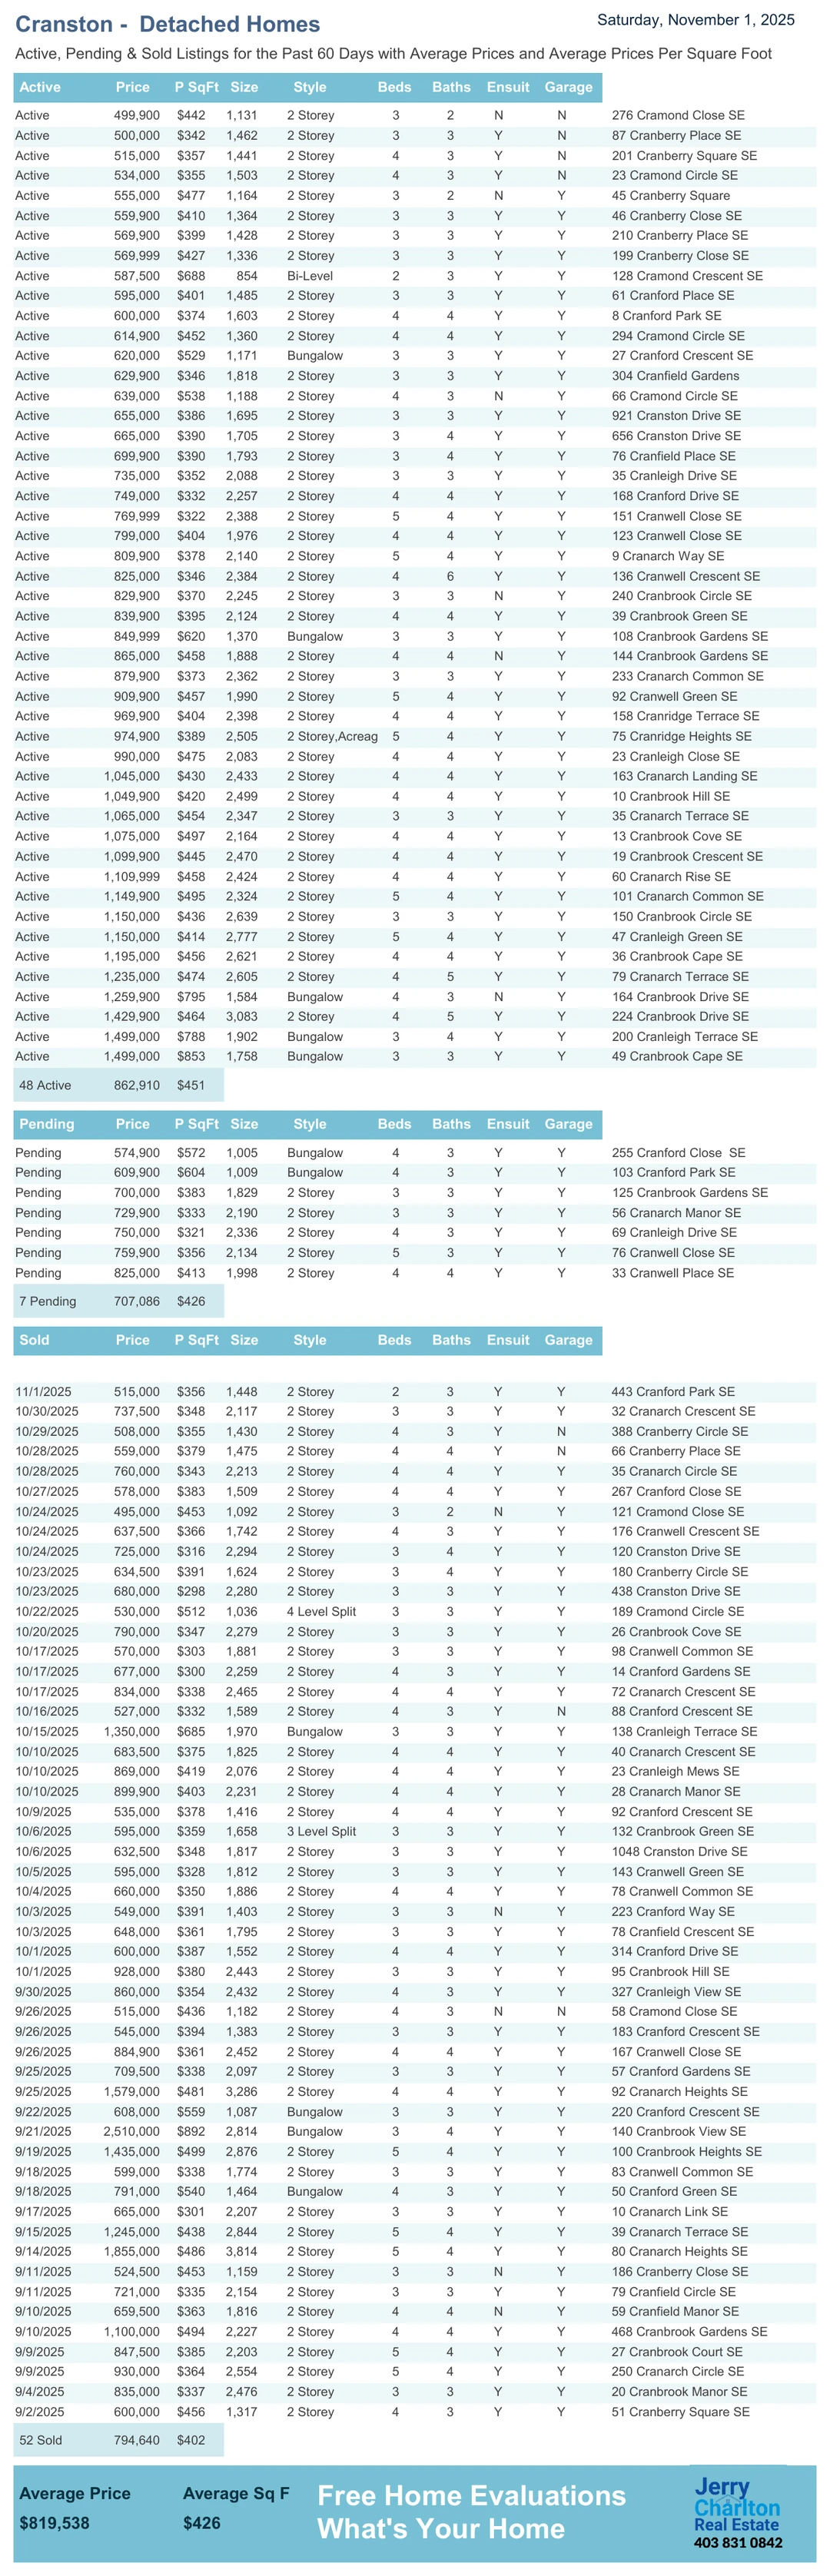 Cranston -  Detached Homes
Saturday, November 1, 2025
Active, Pending & Sold Listings for the Past 60 Days with Average Prices and Average Prices Per Square Foot
Active Price P SqFt Size Style Beds Baths Ensuit Garage
Active 499,900 $442 1,131 2 Storey 3 2 N N 276 Cramond Close SE
Active 500,000 $342 1,462 2 Storey 3 3 Y N 87 Cranberry Place SE
Active 515,000 $357 1,441 2 Storey 4 3 Y N 201 Cranberry Square SE
Active 534,000 $355 1,503 2 Storey 4 3 Y N 23 Cramond Circle SE
Active 555,000 $477 1,164 2 Storey 3 2 N Y 45 Cranberry Square
Active 559,900 $410 1,364 2 Storey 3 3 Y Y 46 Cranberry Close SE
Active 569,900 $399 1,428 2 Storey 3 3 Y Y 210 Cranberry Place SE
Active 569,999 $427 1,336 2 Storey 3 3 Y Y 199 Cranberry Close SE
Active 587,500 $688 854 Bi-Level 2 3 Y Y 128 Cramond Crescent SE
Active 595,000 $401 1,485 2 Storey 3 3 Y Y 61 Cranford Place SE
Active 600,000 $374 1,603 2 Storey 4 4 Y Y 8 Cranford Park SE
Active 614,900 $452 1,360 2 Storey 4 4 Y Y 294 Cramond Circle SE
Active 620,000 $529 1,171 Bungalow 3 3 Y Y 27 Cranford Crescent SE
Active 629,900 $346 1,818 2 Storey 3 3 Y Y 304 Cranfield Gardens
Active 639,000 $538 1,188 2 Storey 4 3 N Y 66 Cramond Circle SE
Active 655,000 $386 1,695 2 Storey 3 3 Y Y 921 Cranston Drive SE
Active 665,000 $390 1,705 2 Storey 3 4 Y Y 656 Cranston Drive SE
Active 699,900 $390 1,793 2 Storey 3 4 Y Y 76 Cranfield Place SE
Active 735,000 $352 2,088 2 Storey 3 3 Y Y 35 Cranleigh Drive SE
Active 749,000 $332 2,257 2 Storey 4 4 Y Y 168 Cranford Drive SE
Active 769,999 $322 2,388 2 Storey 5 4 Y Y 151 Cranwell Close SE
Active 799,000 $404 1,976 2 Storey 4 4 Y Y 123 Cranwell Close SE
Active 809,900 $378 2,140 2 Storey 5 4 Y Y 9 Cranarch Way SE
Active 825,000 $346 2,384 2 Storey 4 6 Y Y 136 Cranwell Crescent SE
Active 829,900 $370 2,245 2 Storey 3 3 N Y 240 Cranbrook Circle SE
Active 839,900 $395 2,124 2 Storey 4 4 Y Y 39 Cranbrook Green SE
Active 849,999 $620 1,370 Bungalow 3 3 Y Y 108 Cranbrook Gardens SE
Active 865,000 $458 1,888 2 Storey 4 4 N Y 144 Cranbrook Gardens SE
Active 879,900 $373 2,362 2 Storey 3 3 Y Y 233 Cranarch Common SE
Active 909,900 $457 1,990 2 Storey 5 4 Y Y 92 Cranwell Green SE
Active 969,900 $404 2,398 2 Storey 4 4 Y Y 158 Cranridge Terrace SE
Active 974,900 $389 2,505 2 Storey,Acreag 5 4 Y Y 75 Cranridge Heights SE
Active 990,000 $475 2,083 2 Storey 4 4 Y Y 23 Cranleigh Close SE
Active 1,045,000 $430 2,433 2 Storey 4 4 Y Y 163 Cranarch Landing SE
Active 1,049,900 $420 2,499 2 Storey 4 4 Y Y 10 Cranbrook Hill SE
Active 1,065,000 $454 2,347 2 Storey 3 3 Y Y 35 Cranarch Terrace SE
Active 1,075,000 $497 2,164 2 Storey 4 4 Y Y 13 Cranbrook Cove SE
Active 1,099,900 $445 2,470 2 Storey 4 4 Y Y 19 Cranbrook Crescent SE
Active 1,109,999 $458 2,424 2 Storey 4 4 Y Y 60 Cranarch Rise SE
Active 1,149,900 $495 2,324 2 Storey 5 4 Y Y 101 Cranarch Common SE
Active 1,150,000 $436 2,639 2 Storey 3 3 Y Y 150 Cranbrook Circle SE
Active 1,150,000 $414 2,777 2 Storey 5 4 Y Y 47 Cranleigh Green SE
Active 1,195,000 $456 2,621 2 Storey 4 4 Y Y 36 Cranbrook Cape SE
Active 1,235,000 $474 2,605 2 Storey 4 5 Y Y 79 Cranarch Terrace SE
Active 1,259,900 $795 1,584 Bungalow 4 3 N Y 164 Cranbrook Drive SE
Active 1,429,900 $464 3,083 2 Storey 4 5 Y Y 224 Cranbrook Drive SE
Active 1,499,000 $788 1,902 Bungalow 3 4 Y Y 200 Cranleigh Terrace SE
Active 1,499,000 $853 1,758 Bungalow 3 3 Y Y 49 Cranbrook Cape SE
48 Active 862,910 $451
Pending Price P SqFt Size Style Beds Baths Ensuit Garage
Pending 574,900 $572 1,005 Bungalow 4 3 Y Y 255 Cranford Close  SE
Pending 609,900 $604 1,009 Bungalow 4 3 Y Y 103 Cranford Park SE
Pending 700,000 $383 1,829 2 Storey 3 3 Y Y 125 Cranbrook Gardens SE
Pending 729,900 $333 2,190 2 Storey 3 3 Y Y 56 Cranarch Manor SE
Pending 750,000 $321 2,336 2 Storey 4 3 Y Y 69 Cranleigh Drive SE
Pending 759,900 $356 2,134 2 Storey 5 3 Y Y 76 Cranwell Close SE
Pending 825,000 $413 1,998 2 Storey 4 4 Y Y 33 Cranwell Place SE
7 Pending 707,086 $426
Sold Price P SqFt Size Style Beds Baths Ensuit Garage
11/1/2025 515,000 $356 1,448 2 Storey 2 3 Y Y 443 Cranford Park SE
10/30/2025 737,500 $348 2,117 2 Storey 3 3 Y Y 32 Cranarch Crescent SE
10/29/2025 508,000 $355 1,430 2 Storey 4 3 Y N 388 Cranberry Circle SE
10/28/2025 559,000 $379 1,475 2 Storey 4 4 Y N 66 Cranberry Place SE
10/28/2025 760,000 $343 2,213 2 Storey 4 4 Y Y 35 Cranarch Circle SE
10/27/2025 578,000 $383 1,509 2 Storey 4 4 Y Y 267 Cranford Close SE
10/24/2025 495,000 $453 1,092 2 Storey 3 2 N Y 121 Cramond Close SE
10/24/2025 637,500 $366 1,742 2 Storey 4 3 Y Y 176 Cranwell Crescent SE
10/24/2025 725,000 $316 2,294 2 Storey 3 4 Y Y 120 Cranston Drive SE
10/23/2025 634,500 $391 1,624 2 Storey 3 4 Y Y 180 Cranberry Circle SE
10/23/2025 680,000 $298 2,280 2 Storey 3 3 Y Y 438 Cranston Drive SE
10/22/2025 530,000 $512 1,036 4 Level Split 3 3 Y Y 189 Cramond Circle SE
10/20/2025 790,000 $347 2,279 2 Storey 3 3 Y Y 26 Cranbrook Cove SE
10/17/2025 570,000 $303 1,881 2 Storey 3 3 Y Y 98 Cranwell Common SE
10/17/2025 677,000 $300 2,259 2 Storey 4 3 Y Y 14 Cranford Gardens SE
10/17/2025 834,000 $338 2,465 2 Storey 4 4 Y Y 72 Cranarch Crescent SE
10/16/2025 527,000 $332 1,589 2 Storey 4 3 Y N 88 Cranford Crescent SE
10/15/2025 1,350,000 $685 1,970 Bungalow 3 3 Y Y 138 Cranleigh Terrace SE
10/10/2025 683,500 $375 1,825 2 Storey 4 4 Y Y 40 Cranarch Crescent SE
10/10/2025 869,000 $419 2,076 2 Storey 4 4 Y Y 23 Cranleigh Mews SE
10/10/2025 899,900 $403 2,231 2 Storey 4 4 Y Y 28 Cranarch Manor SE
10/9/2025 535,000 $378 1,416 2 Storey 4 4 Y Y 92 Cranford Crescent SE
10/6/2025 595,000 $359 1,658 3 Level Split 3 3 Y Y 132 Cranbrook Green SE
10/6/2025 632,500 $348 1,817 2 Storey 3 3 Y Y 1048 Cranston Drive SE
10/5/2025 595,000 $328 1,812 2 Storey 3 3 Y Y 143 Cranwell Green SE
10/4/2025 660,000 $350 1,886 2 Storey 4 4 Y Y 78 Cranwell Common SE
10/3/2025 549,000 $391 1,403 2 Storey 3 3 N Y 223 Cranford Way SE
10/3/2025 648,000 $361 1,795 2 Storey 3 3 Y Y 78 Cranfield Crescent SE
10/1/2025 600,000 $387 1,552 2 Storey 4 4 Y Y 314 Cranford Drive SE
10/1/2025 928,000 $380 2,443 2 Storey 3 3 Y Y 95 Cranbrook Hill SE
9/30/2025 860,000 $354 2,432 2 Storey 4 3 Y Y 327 Cranleigh View SE
9/26/2025 515,000 $436 1,182 2 Storey 4 3 N N 58 Cramond Close SE
9/26/2025 545,000 $394 1,383 2 Storey 3 3 Y Y 183 Cranford Crescent SE
9/26/2025 884,900 $361 2,452 2 Storey 4 4 Y Y 167 Cranwell Close SE
9/25/2025 709,500 $338 2,097 2 Storey 3 3 Y Y 57 Cranford Gardens SE
9/25/2025 1,579,000 $481 3,286 2 Storey 4 4 Y Y 92 Cranarch Heights SE
9/22/2025 608,000 $559 1,087 Bungalow 3 3 Y Y 220 Cranford Crescent SE
9/21/2025 2,510,000 $892 2,814 Bungalow 3 4 Y Y 140 Cranbrook View SE
9/19/2025 1,435,000 $499 2,876 2 Storey 5 4 Y Y 100 Cranbrook Heights SE
9/18/2025 599,000 $338 1,774 2 Storey 3 3 Y Y 83 Cranwell Common SE
9/18/2025 791,000 $540 1,464 Bungalow 4 3 Y Y 50 Cranford Green SE
9/17/2025 665,000 $301 2,207 2 Storey 3 3 Y Y 10 Cranarch Link SE
9/15/2025 1,245,000 $438 2,844 2 Storey 5 4 Y Y 39 Cranarch Terrace SE
9/14/2025 1,855,000 $486 3,814 2 Storey 5 4 Y Y 80 Cranarch Heights SE
9/11/2025 524,500 $453 1,159 2 Storey 3 3 N Y 186 Cranberry Close SE
9/11/2025 721,000 $335 2,154 2 Storey 3 3 Y Y 79 Cranfield Circle SE
9/10/2025 659,500 $363 1,816 2 Storey 4 4 N Y 59 Cranfield Manor SE
9/10/2025 1,100,000 $494 2,227 2 Storey 4 4 Y Y 468 Cranbrook Gardens SE
9/9/2025 847,500 $385 2,203 2 Storey 5 4 Y Y 27 Cranbrook Court SE
9/9/2025 930,000 $364 2,554 2 Storey 5 4 Y Y 250 Cranarch Circle SE
9/4/2025 835,000 $337 2,476 2 Storey 3 3 Y Y 20 Cranbrook Manor SE
9/2/2025 600,000 $456 1,317 2 Storey 4 3 Y Y 51 Cranberry Square SE
52 Sold 794,640 $402
Average Price Average Sq F
$819,538 $426
Free Home Evaluations
What's Your Home
Jerry
Charlton
Real Estate
403 831 0842